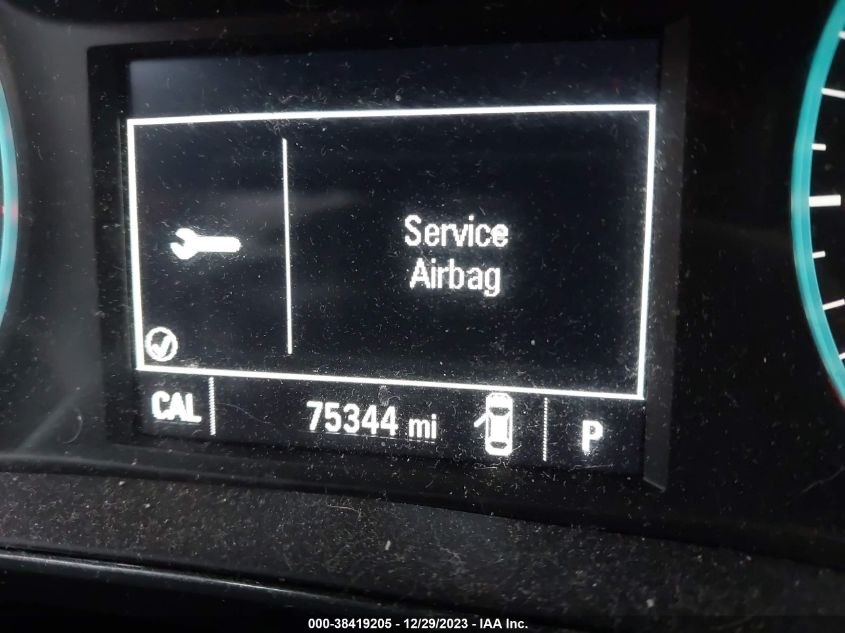 Service
Airbag
CAL 75344 mi P
000-38419205 - 12/29/2023 - IAA Inc.